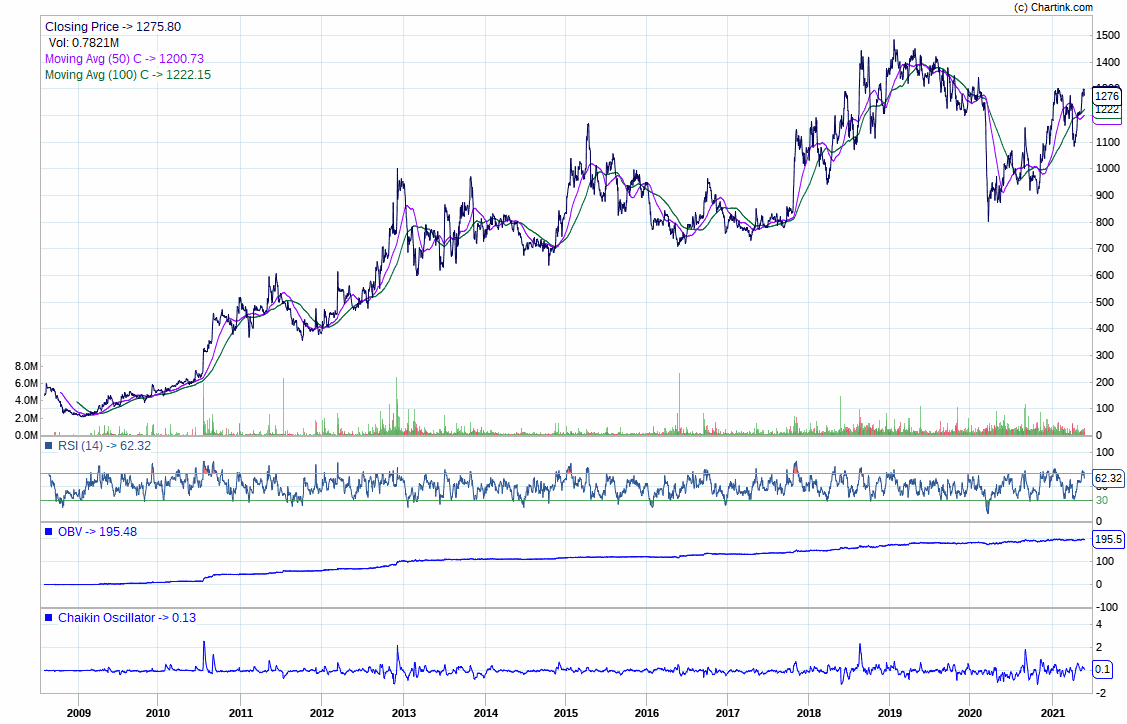 (c) Chartink.com
Closing Price -> 1275.80
Vol: 0.7821M
Moving Avg (50) C -> 1200.73
Moving Avg (100) C -> 1222.15
1500
1400
1276
1222
1100
1000
900
800
700
600
500
400
300
200
100
0
8.0M
6.0M
4.0M
2.0M
0.0M
RSI (14) -> 62.32
100
62.32
30
0
OBV -> 195.48
195.5
100
0
-100
Chaikin Oscillator -> 0.13
4
2
0.1
-2
2009 2010 2011 2012 2013 2014 2015 2016 2017 2018 2019 2020 2021